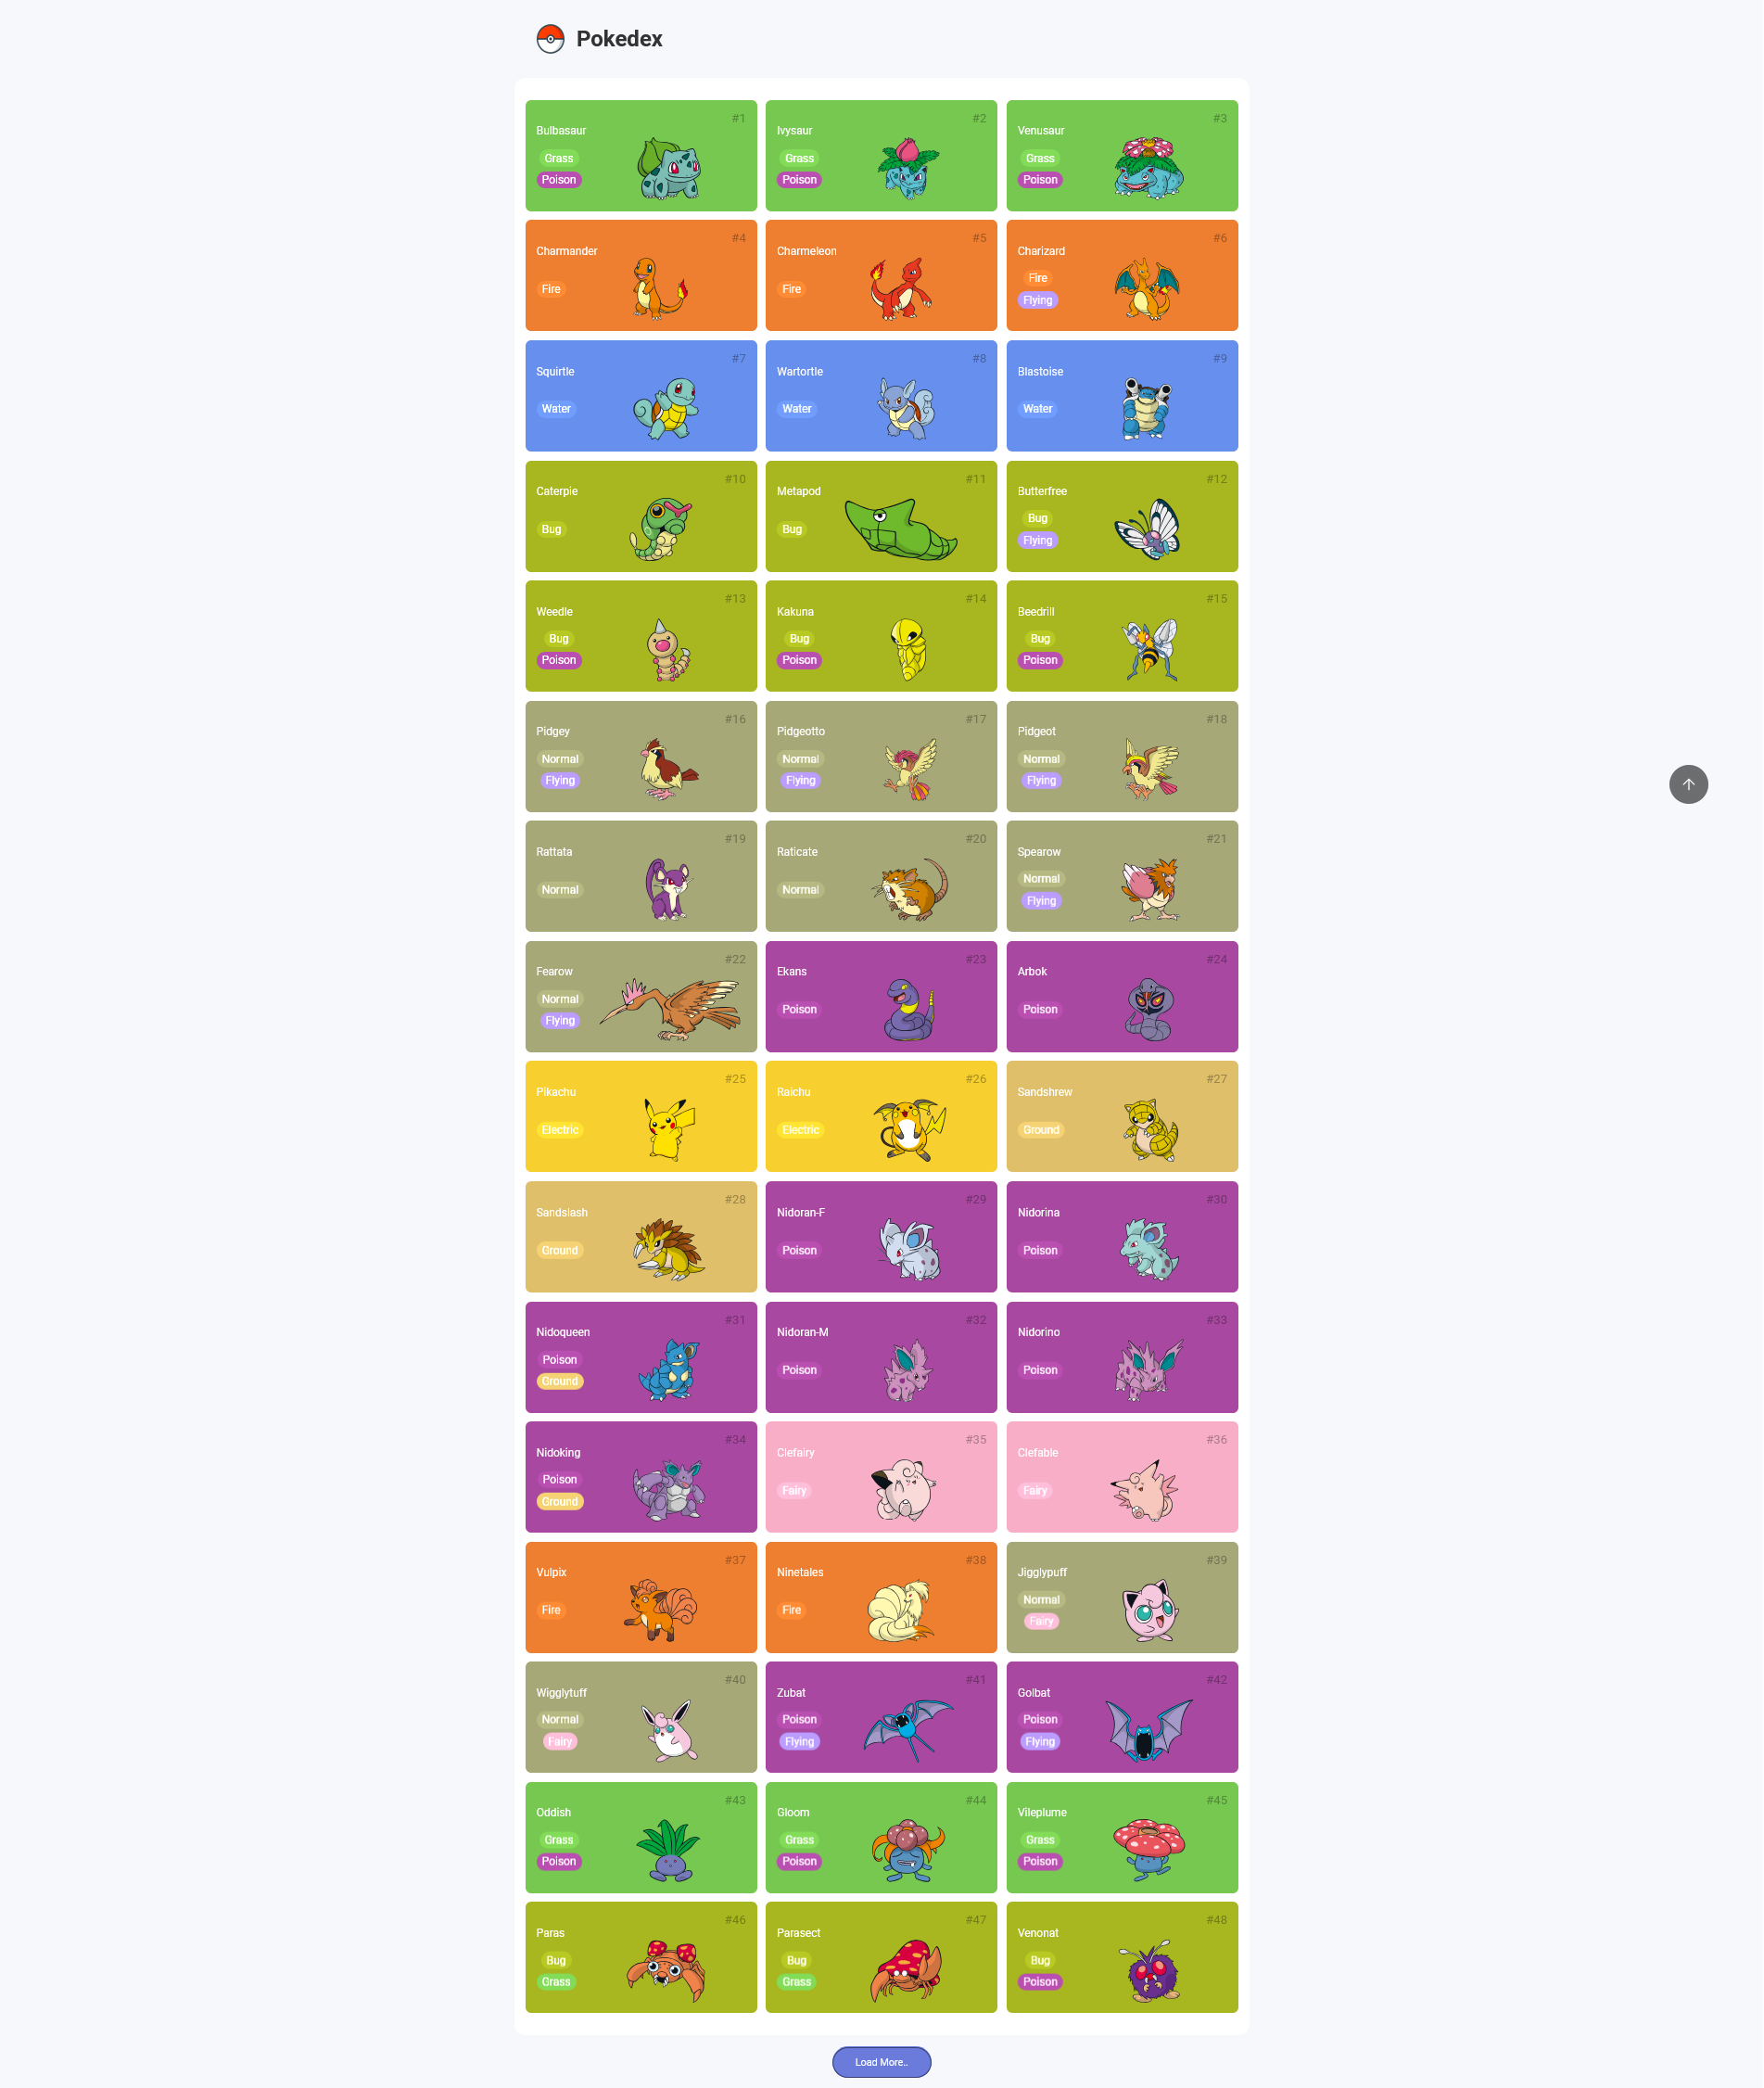 Pokedex
#1
Bulbasaur
Grass
Poison
#2
Ivysaur
Grass
Poison
#3
Venusaur
Grass
Poison
#4
Charmander
Fire
#5
Charmeleon
Fire
#6
Charizard
Fire
Flying
#7
Squirtle
Water
#8
Wartortle
Water
#9
Blastoise
Water
#10
Caterpie
Bug
#11
Metapod
Bug
#12
Butterfree
Bug
Flying
#13
Weedle
Bug
Poison
#14
Kakuna
Bug
Poison
#15
Beedrill
Bug
Poison
#16
Pidgey
Normal
Flying
#17
Pidgeotto
Normal
Flying
#18
Pidgeot
Normal
Flying
#19
Rattata
Normal
#20
Raticate
Normal
#21
Spearow
Normal
Flying
#22
Fearow
Normal
Flying
#23
Ekans
Poison
#24
Arbok
Poison
#25
Pikachu
Electric
#26
Raichu
Electric
#27
Sandshrew
Ground
#28
Sandslash
Ground
#29
Nidoran-F
Poison
#30
Nidorina
Poison
#31
Nidoqueen
Poison
Ground
#32
Nidoran-M
Poison
#33
Nidorino
Poison
#34
Nidoking
Poison
Ground
#35
Clefairy
Fairy
#36
Clefable
Fairy
#37
Vulpix
Fire
#38
Ninetales
Fire
#39
Jigglypuff
Normal
Fairy
#40
Wigglytuff
Normal
Fairy
#41
Zubat
Poison
Flying
#42
Golbat
Poison
Flying
#43
Oddish
Grass
Poison
#44
Gloom
Grass
Poison
#45
Vileplume
Grass
Poison
#46
Paras
Bug
Grass
#47
Parasect
Bug
Grass
#48
Venonat
Bug
Poison
Load More..